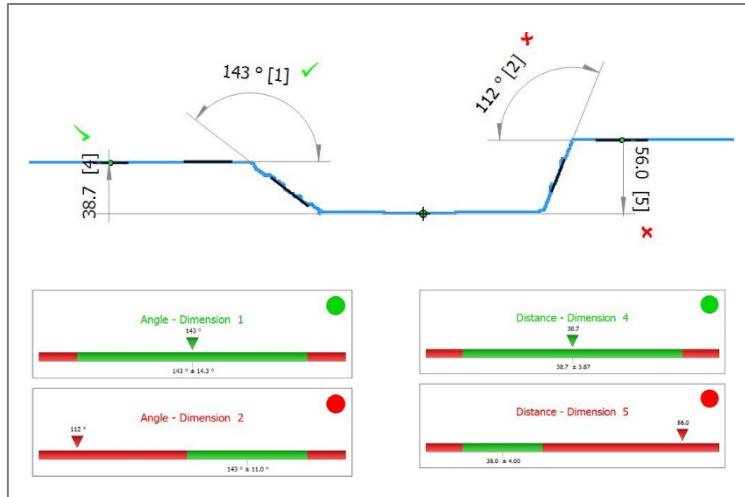 143 ° [1]
112 ° [2]
38.7 [4]
56.0 [5]
Angle - Dimension 1
143 °
143 ° ± 14.3 °
Distance - Dimension 4
38.7
38.7 ± 3.87
Angle - Dimension 2
112 °
143 ° ± 11.0 °
Distance - Dimension 5
56.0
38.0 ± 4.00